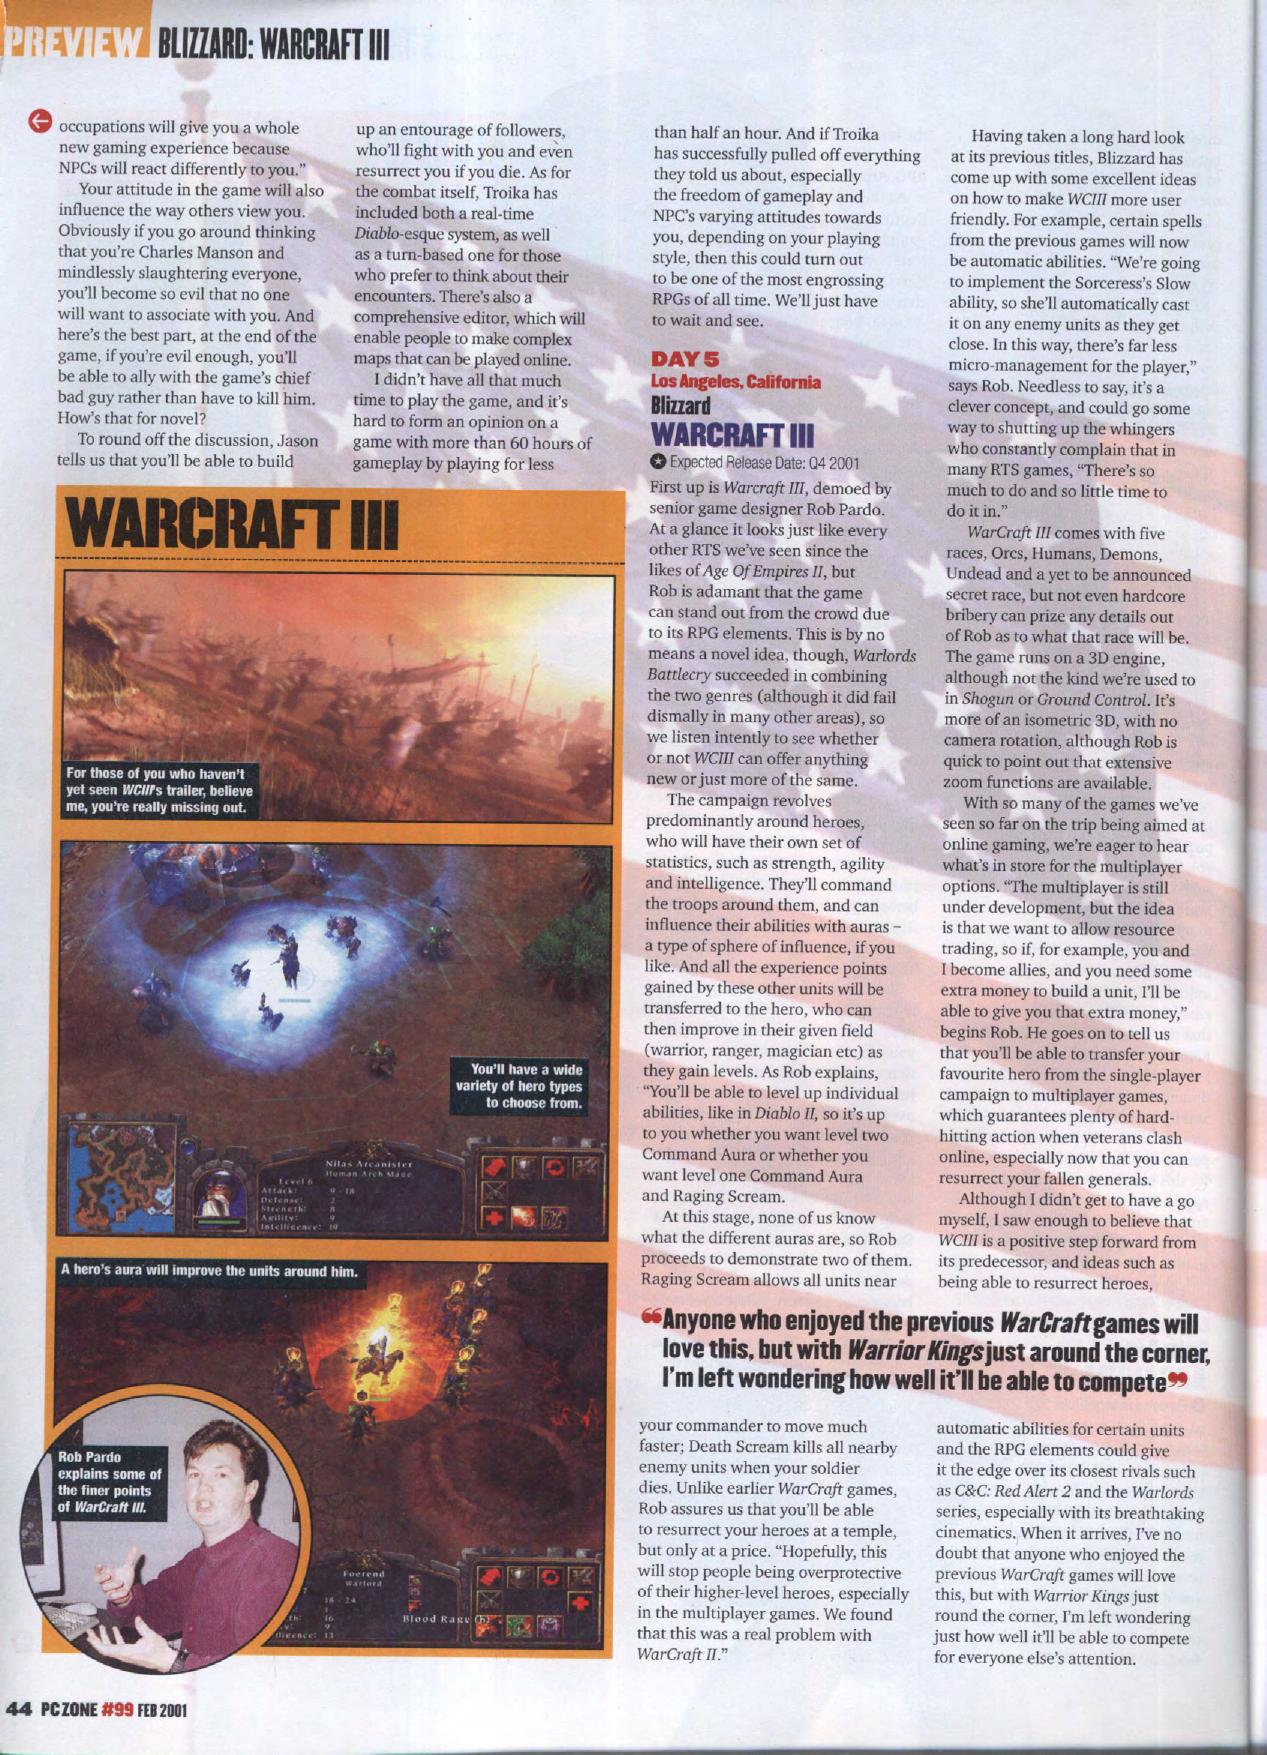 PREVIEW BLIZZARD: WARCRAFT III
occupations will give you a whole
new gaming experience because
NPCs will react differently to you.”
Your attitude in the game will also
influence the way others view you.
Obviously if you go around thinking
that you’re Charles Manson and
mindlessly slaughtering everyone,
you’ll become so evil that no one
will want to associate with you. And
here’s the best part, at the end of the
game, if you’re evil enough, you’ll
be able to ally with the game’s chief
bad guy rather than have to kill him.
How’s that for novel?
To round off the discussion, Jason
tells us that you’ll be able to build
up an entourage of followers,
who’ll fight with you and even
resurrect you if you die. As for
the combat itself, Troika has
included both a real-time
Diablo-esque system, as well
as a turn-based one for those
who prefer to think about their
encounters. There’s also a
comprehensive editor, which will
enable people to make complex
maps that can be played online.
I didn’t have all that much
time to play the game, and it’s
hard to form an opinion on a
game with more than 60 hours of
gameplay by playing for less
than half an hour. And if Troika
has successfully pulled off everything
they told us about, especially
the freedom of gameplay and
NPC’s varying attitudes towards
you, depending on your playing
style, then this could turn out
to be one of the most engrossing
RPGs of all time. We’ll just have
to wait and see.
DAY 5
Los Angeles, California
Blizzard
WARCRAFT III
Expected Release Date: Q4 2001
First up is Warcraft III, demoed by
senior game designer Rob Pardo.
At a glance it looks just like every
other RTS we’ve seen since the
likes of Age Of Empires II, but
Rob is adamant that the game
can stand out from the crowd due
to its RPG elements. This is by no
means a novel idea, though, Warlords
Battlecry succeeded in combining
the two genres (although it did fail
dismally in many other areas), so
we listen intently to see whether
or not WCIII can offer anything
new or just more of the same.
The campaign revolves
predominantly around heroes,
who will have their own set of
statistics, such as strength, agility
and intelligence. They’ll command
the troops around them, and can
influence their abilities with auras –
a type of sphere of influence, if you
like. And all the experience points
gained by these other units will be
transferred to the hero, who can
then improve in their given field
(warrior, ranger, magician etc) as
they gain levels. As Rob explains,
“You’ll be able to level up individual
abilities, like in Diablo II, so it’s up
to you whether you want level two
Command Aura or whether you
want level one Command Aura
and Raging Scream.
At this stage, none of us know
what the different auras are, so Rob
proceeds to demonstrate two of them.
Raging Scream allows all units near
your commander to move much
faster; Death Scream kills all nearby
enemy units when your soldier
dies. Unlike earlier WarCraft games,
Rob assures us that you’ll be able
to resurrect your heroes at a temple,
but only at a price. “Hopefully, this
will stop people being overprotective
of their higher-level heroes, especially
in the multiplayer games. We found
that this was a real problem with
WarCraft II.”
Having taken a long hard look
at its previous titles, Blizzard has
come up with some excellent ideas
on how to make WCIII more user
friendly. For example, certain spells
from the previous games will now
be automatic abilities. “We’re going
to implement the Sorceress’s Slow
ability, so she’ll automatically cast
it on any enemy units as they get
close. In this way, there’s far less
micro-management for the player,”
says Rob. Needless to say, it’s a
clever concept, and could go some
way to shutting up the whingers
who constantly complain that in
many RTS games, “There’s so
much to do and so little time to
do it in.”
WarCraft III comes with five
races, Orcs, Humans, Demons,
Undead and a yet to be announced
secret race, but not even hardcore
bribery can prize any details out
of Rob as to what that race will be.
The game runs on a 3D engine,
although not the kind we’re used to
in Shogun or Ground Control. It’s
more of an isometric 3D, with no
camera rotation, although Rob is
quick to point out that extensive
zoom functions are available.
With so many of the games we’ve
seen so far on the trip being aimed at
online gaming, we’re eager to hear
what’s in store for the multiplayer
options. “The multiplayer is still
under development, but the idea
is that we want to allow resource
trading, so if, for example, you and
I become allies, and you need some
extra money to build a unit, I’ll be
able to give you that extra money,”
begins Rob. He goes on to tell us
that you’ll be able to transfer your
favourite hero from the single-player
campaign to multiplayer games,
which guarantees plenty of hard-
hitting action when veterans clash
online, especially now that you can
resurrect your fallen generals.
Although I didn’t get to have a go
myself, I saw enough to believe that
WCIII is a positive step forward from
its predecessor, and ideas such as
being able to resurrect heroes,
automatic abilities for certain units
and the RPG elements could give
it the edge over its closest rivals such
as C&C: Red Alert 2 and the Warlords
series, especially with its breathtaking
cinematics. When it arrives, I’ve no
doubt that anyone who enjoyed the
previous WarCraft games will love
this, but with Warrior Kings just
round the corner, I’m left wondering
just how well it’ll be able to compete
for everyone else’s attention.
“Anyone who enjoyed the previous WarCraft games will
love this, but with Warrior Kings just around the corner,
I’m left wondering how well it’ll be able to compete”
WARCRAFT III
For those of you who haven’t
yet seen WCIII’s trailer, believe
me, you’re really missing out.
You’ll have a wide
variety of hero types
to choose from.
Nilas Arcanister
Human Arch Mage
Level 6
Attack: 9 - 18
Defense: 2
Strength: 8
Agility: 9
Intelligence: 19
A hero’s aura will improve the units around him.
Foerend
Warlord
18 - 24
16
9
lligence: 13
Blood Rage
Rob Pardo
explains some of
the finer points
of WarCraft III.
44 PCZONE #99 FEB 2001